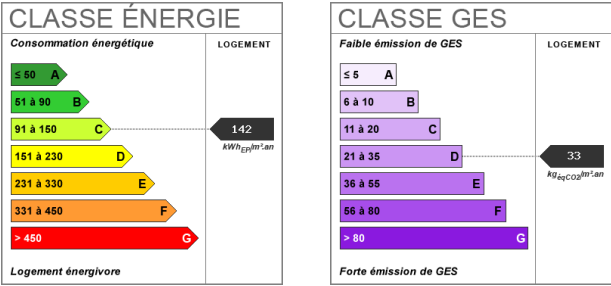 CLASSE ÉNERGIE
Consommation énergétique
LOGEMENT
≤ 50 A
51 à 90 B
91 à 150 C
142
kWhEP/m².an
151 à 230 D
231 à 330 E
331 à 450 F
> 450 G
Logement énergivore
CLASSE GES
Faible émission de GES
LOGEMENT
≤ 5 A
6 à 10 B
11 à 20 C
21 à 35 D
33
kgéqCO2/m².an
36 à 55 E
56 à 80 F
> 80 G
Forte émission de GES